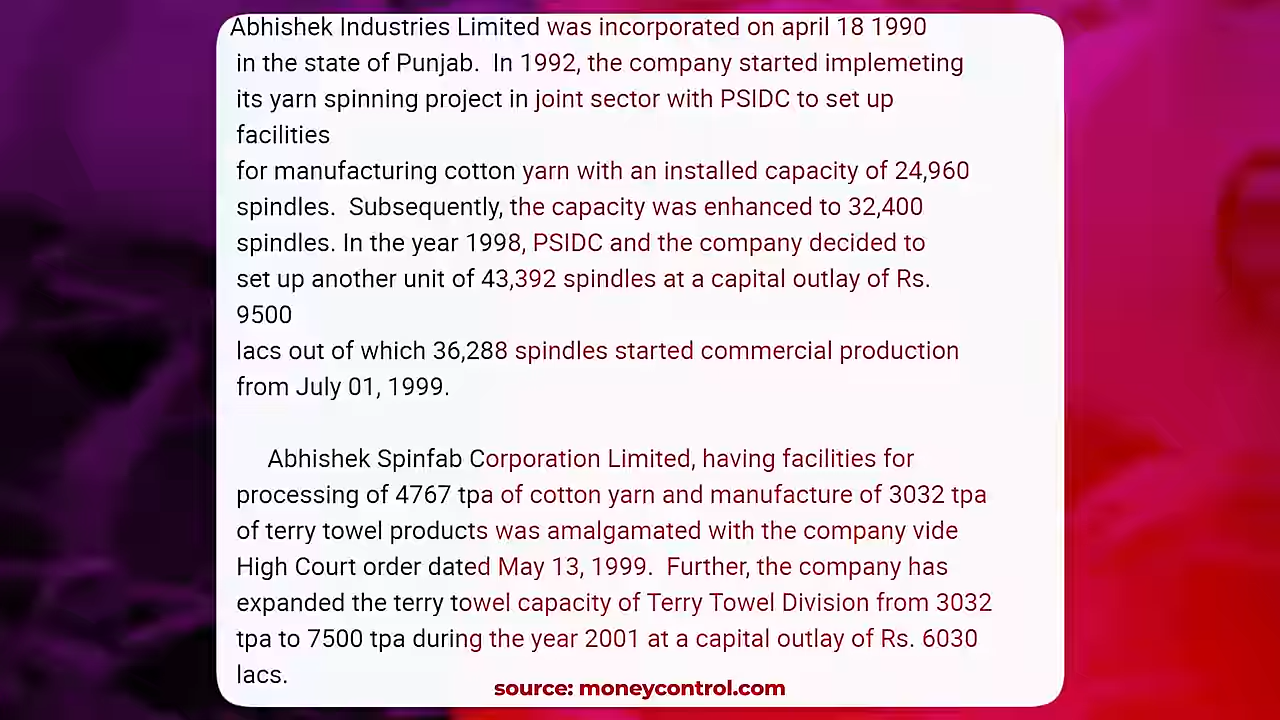 Abhishek Industries Limited was incorporated on april 18 1990
in the state of Punjab.  In 1992, the company started implemeting
its yarn spinning project in joint sector with PSIDC to set up
facilities
for manufacturing cotton yarn with an installed capacity of 24,960
spindles.  Subsequently, the capacity was enhanced to 32,400
spindles. In the year 1998, PSIDC and the company decided to
set up another unit of 43,392 spindles at a capital outlay of Rs.
9500
lacs out of which 36,288 spindles started commercial production
from July 01, 1999.
Abhishek Spinfab Corporation Limited, having facilities for
processing of 4767 tpa of cotton yarn and manufacture of 3032 tpa
of terry towel products was amalgamated with the company vide
High Court order dated May 13, 1999.  Further, the company has
expanded the terry towel capacity of Terry Towel Division from 3032
tpa to 7500 tpa during the year 2001 at a capital outlay of Rs. 6030
lacs.
source: moneycontrol.com